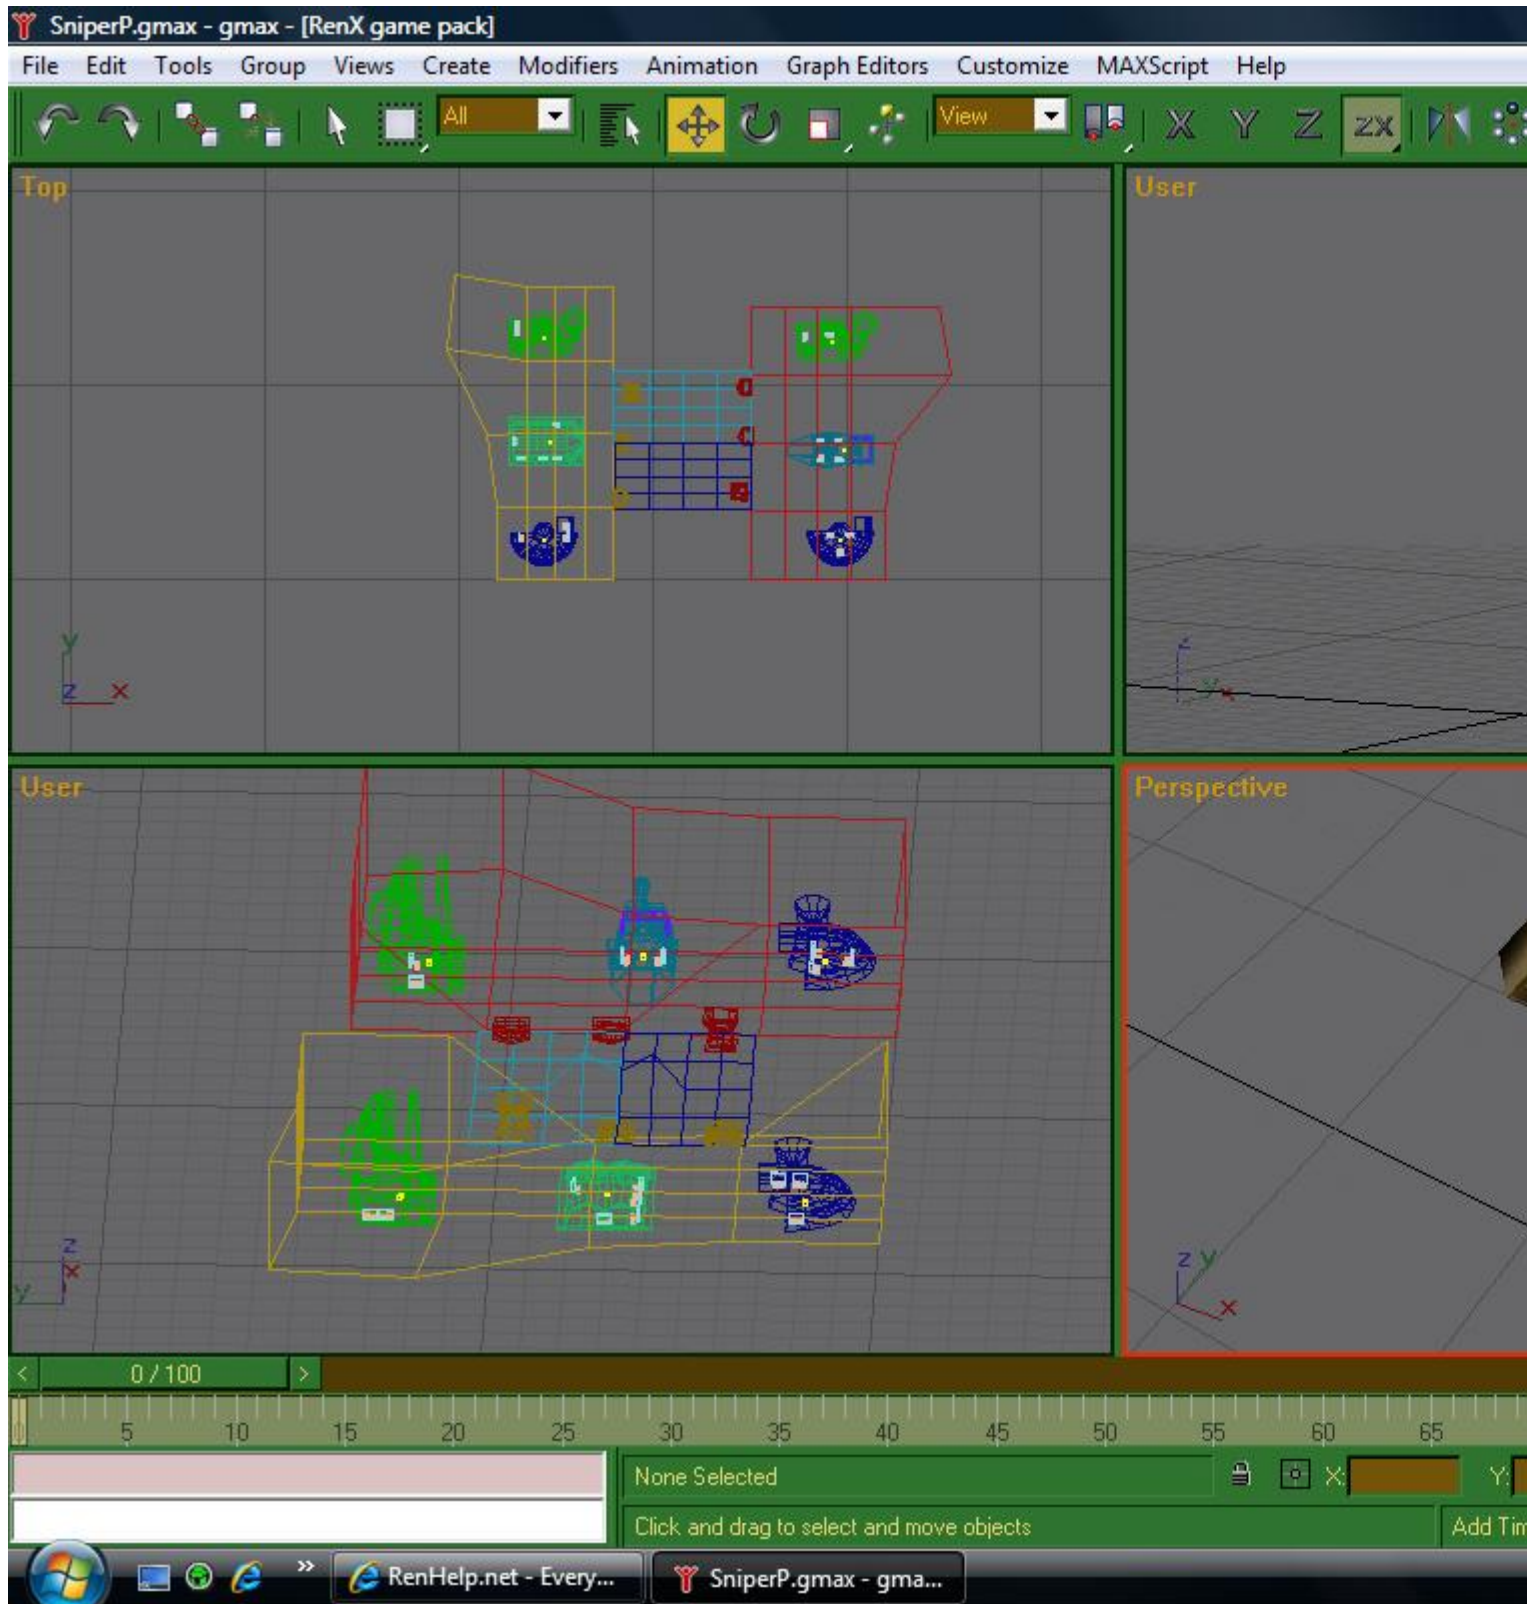 SniperP.gmax - gmax - [RenX game pack]
File Edit Tools Group Views Create Modifiers Animation Graph Editors Customize MAXScript Help
All View X Y Z ZX
Top User
y
z x
z
y x
User Perspective
z
x
y
z y
x
< 0 / 100 >
0 5 10 15 20 25 30 35 40 45 50 55 60 65
None Selected X: Y:
Click and drag to select and move objects Add Tim
» RenHelp.net - Every... SniperP.gmax - gma...